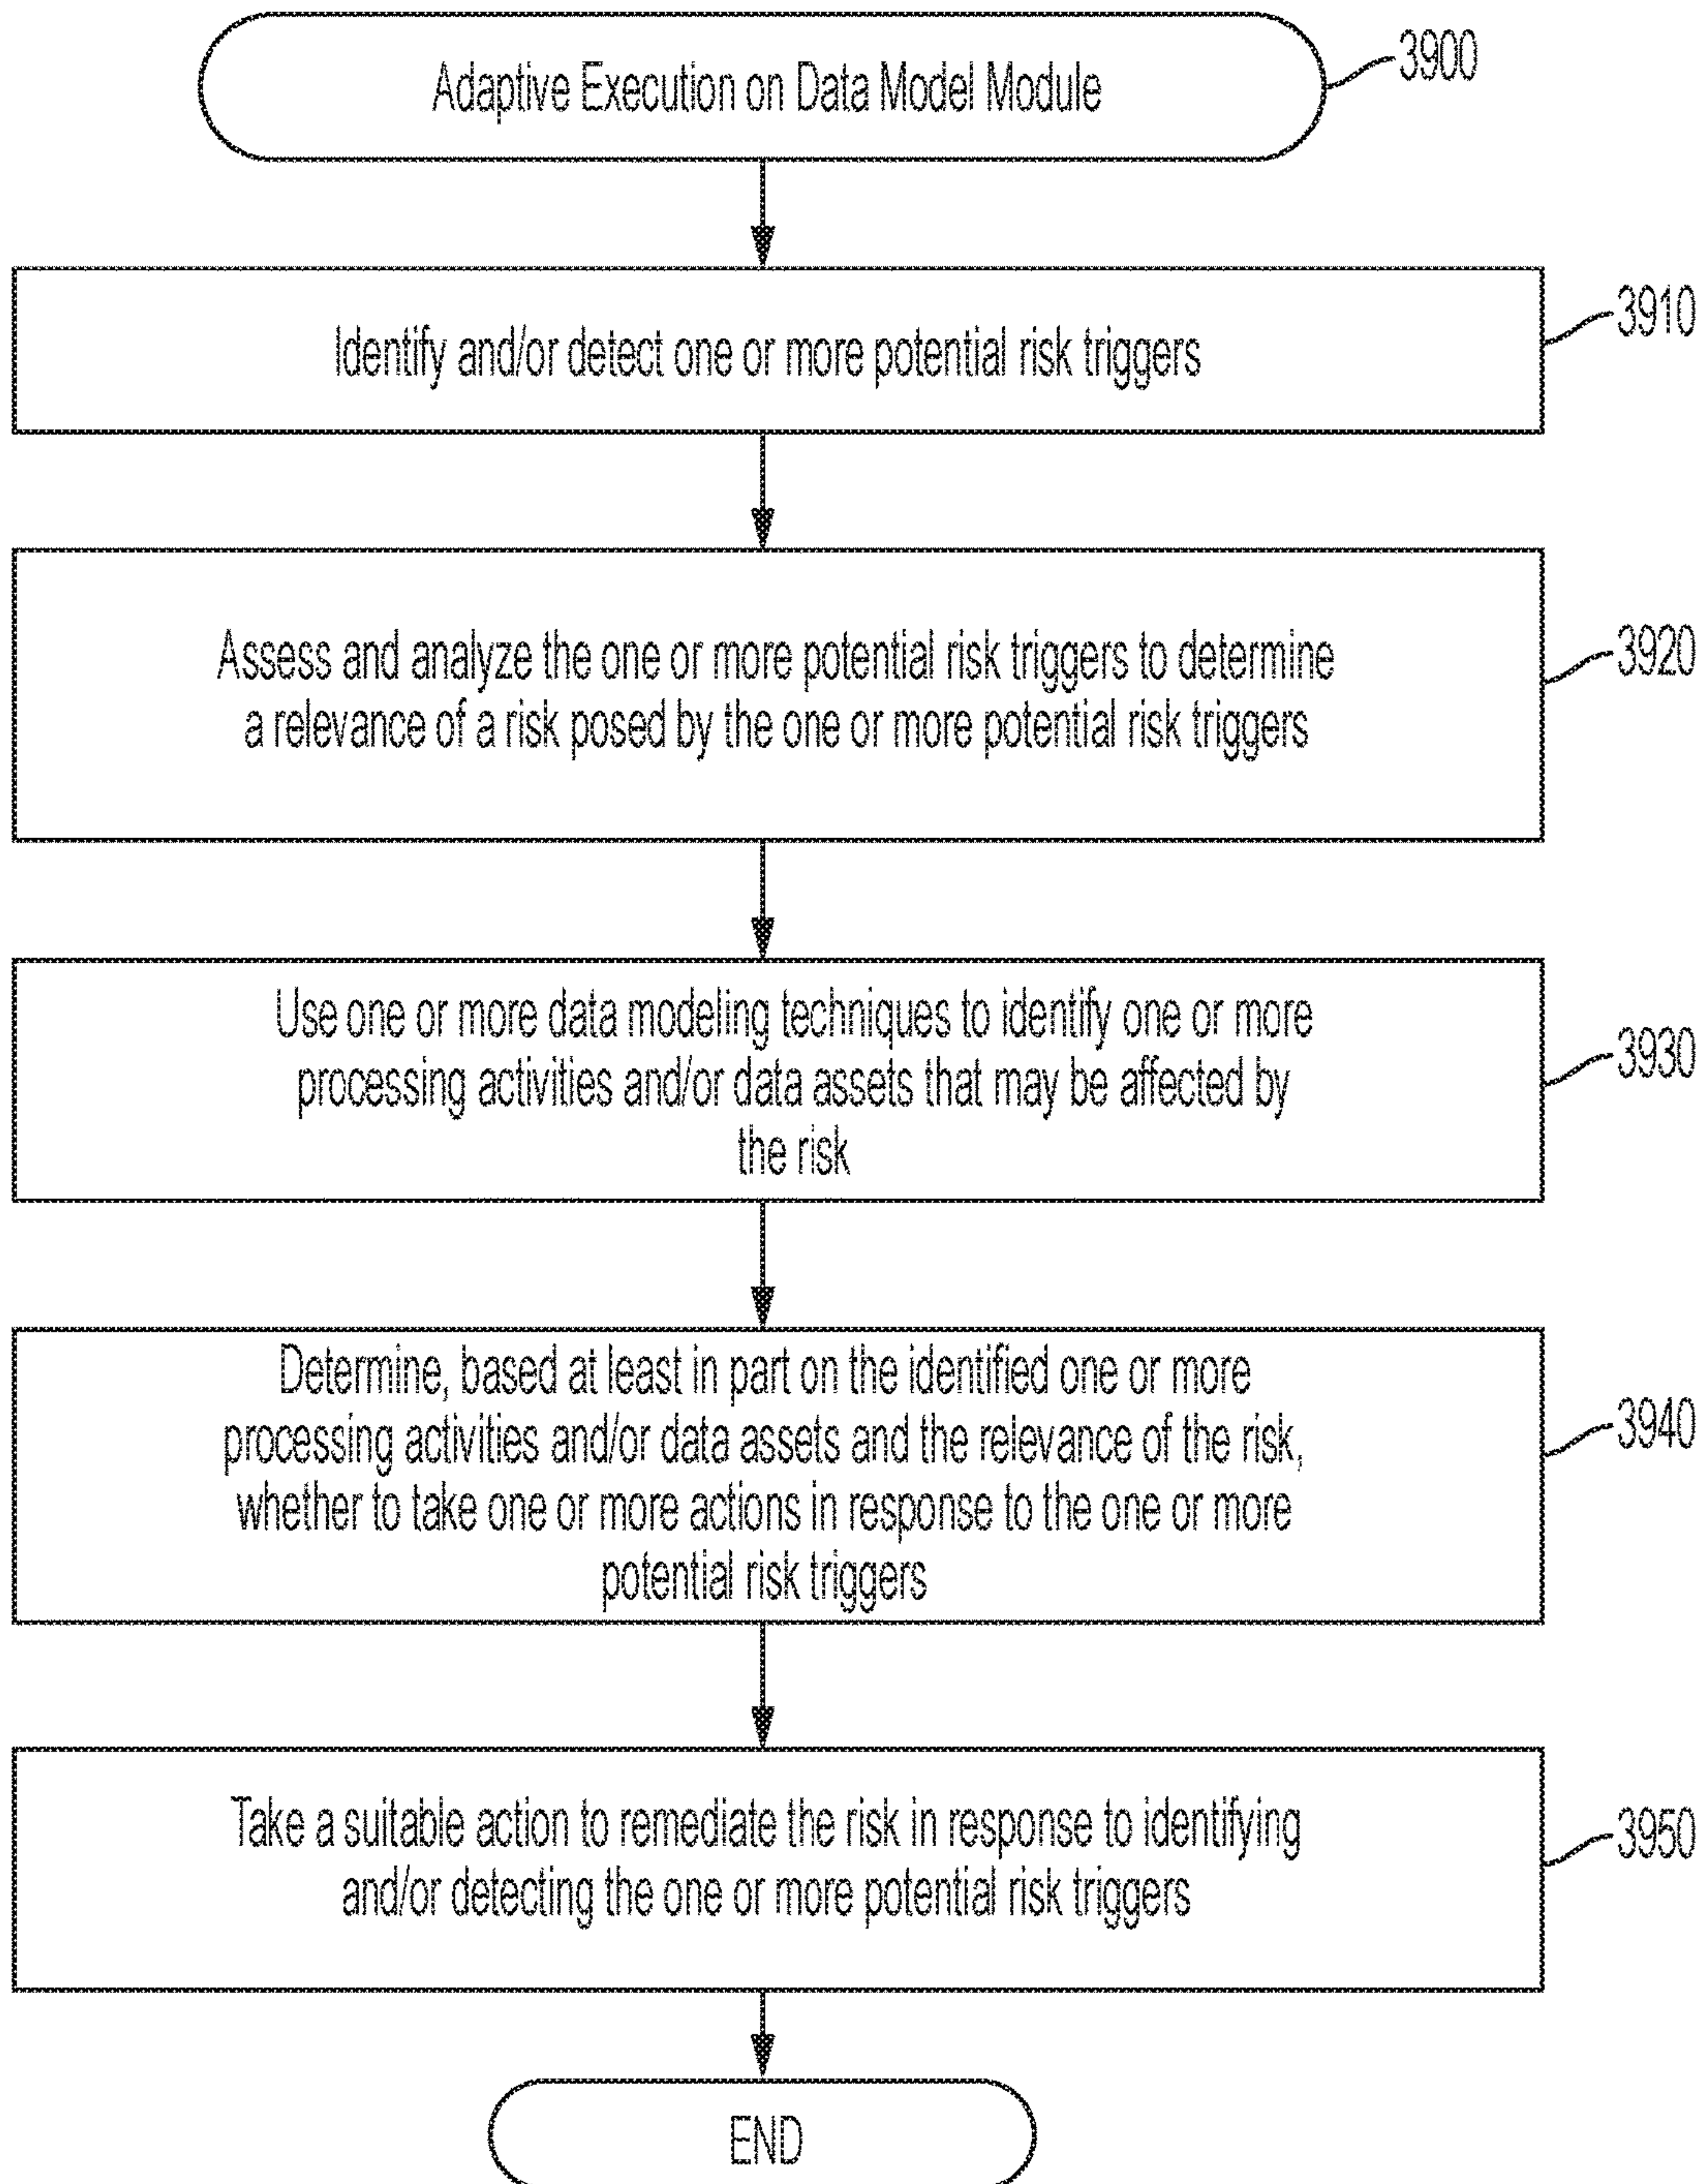 Adaptive Execution on Data Model Module
3900
Identify and/or detect one or more potential risk triggers
3910
Assess and analyze the one or more potential risk triggers to determine
a relevance of a risk posed by the one or more potential risk triggers
3920
Use one or more data modeling techniques to identify one or more
processing activities and/or data assets that may be affected by
the risk
3930
Determine, based at least in part on the identified one or more
processing activities and/or data assets and the relevance of the risk,
whether to take one or more actions in response to the one or more
potential risk triggers
3940
Take a suitable action to remediate the risk in response to identifying
and/or detecting the one or more potential risk triggers
3950
END